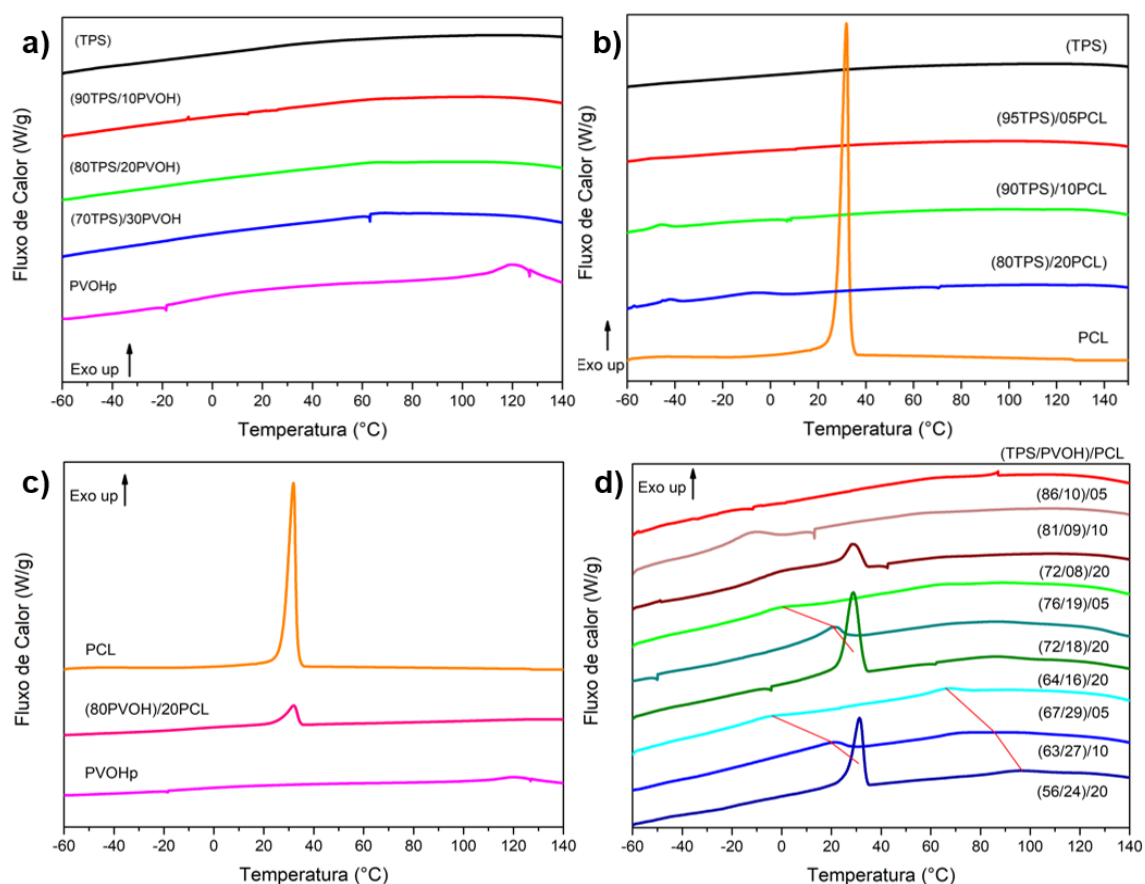 a)
(TPS)
(90TPS/10PVOH)
(80TPS/20PVOH)
(70TPS)/30PVOH
PVOHp
Exo up
Fluxo de Calor (W/g)
-60 -40 -20 0 20 40 60 80 100 120 140
Temperatura (°C)
b)
(TPS)
(95TPS)/05PCL
(90TPS)/10PCL
(80TPS)/20PCL)
PCL
Exo up
Fluxo de Calor (W/g)
-60 -40 -20 0 20 40 60 80 100 120 140
Temperatura (°C)
c)
Exo up
PCL
(80PVOH)/20PCL
PVOHp
Fluxo de Calor (W/g)
-60 -40 -20 0 20 40 60 80 100 120 140
Temperatura (°C)
d)
(TPS/PVOH)/PCL
Exo up
(86/10)/05
(81/09)/10
(72/08)/20
(76/19)/05
(72/18)/20
(64/16)/20
(67/29)/05
(63/27)/10
(56/24)/20
Fluxo de calor (W/g)
-60 -40 -20 0 20 40 60 80 100 120 140
Temperatura (°C)